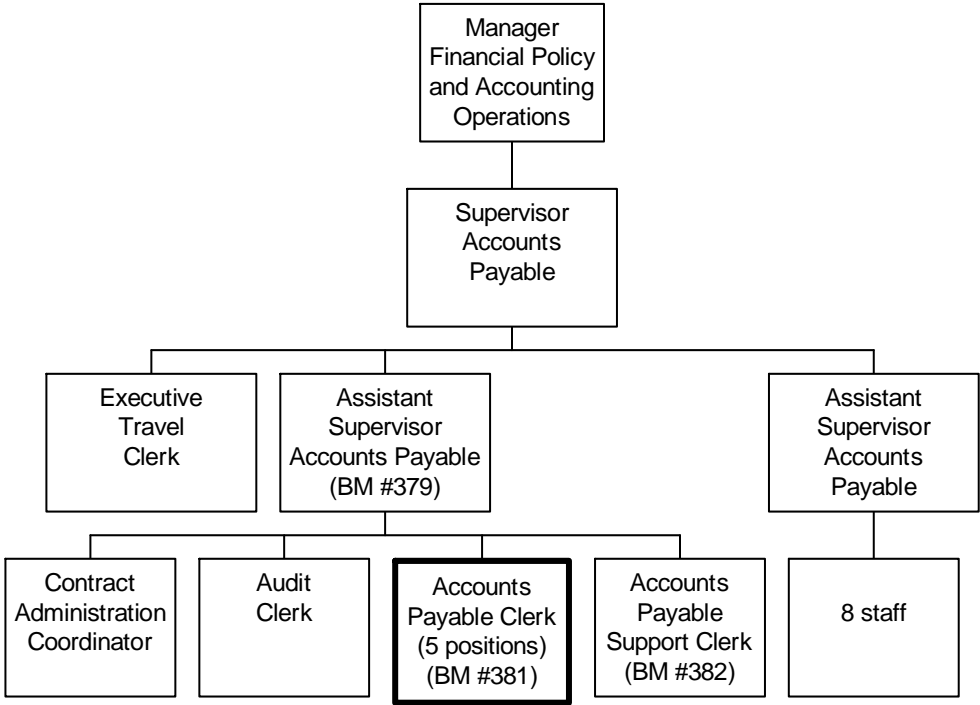 Manager
Financial Policy
and Accounting
Operations
Supervisor
Accounts
Payable
Executive
Travel
Clerk
Assistant
Supervisor
Accounts Payable
(BM #379)
Assistant
Supervisor
Accounts
Payable
Contract
Administration
Coordinator
Audit
Clerk
Accounts
Payable Clerk
(5 positions)
(BM #381)
Accounts
Payable
Support Clerk
(BM #382)
8 staff